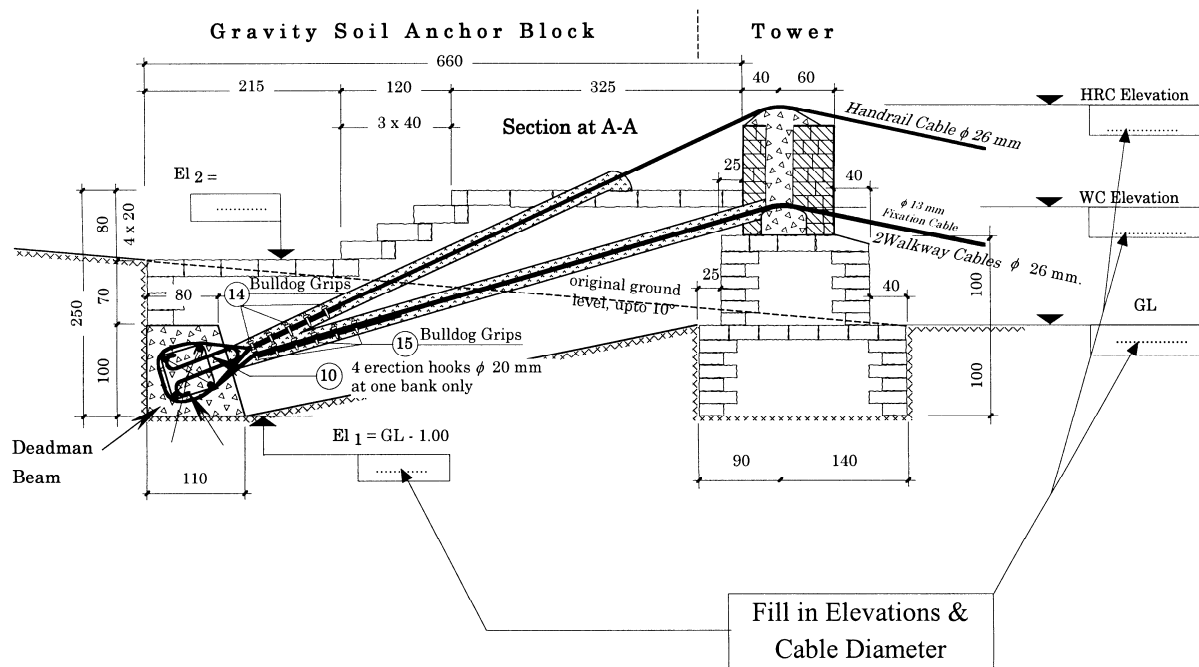 Gravity Soil Anchor Block
Tower
660
40
60
215
120
325
3 x 40
Section at A-A
HRC Elevation
..............
Handrail Cable ϕ 26 mm
25
40
El 2 =
..............
WC Elevation
..............
ϕ 13 mm
Fixation Cable
2Walkway Cables ϕ 26 mm.
80
4 x 20
250
70
100
80
14
Bulldog Grips
25
original ground
level, upto 10°
40
100
GL
..............
15
Bulldog Grips
10
4 erection hooks ϕ 20 mm
at one bank only
100
Deadman
Beam
El 1 = GL - 1.00
..............
110
90
140
Fill in Elevations &
Cable Diameter